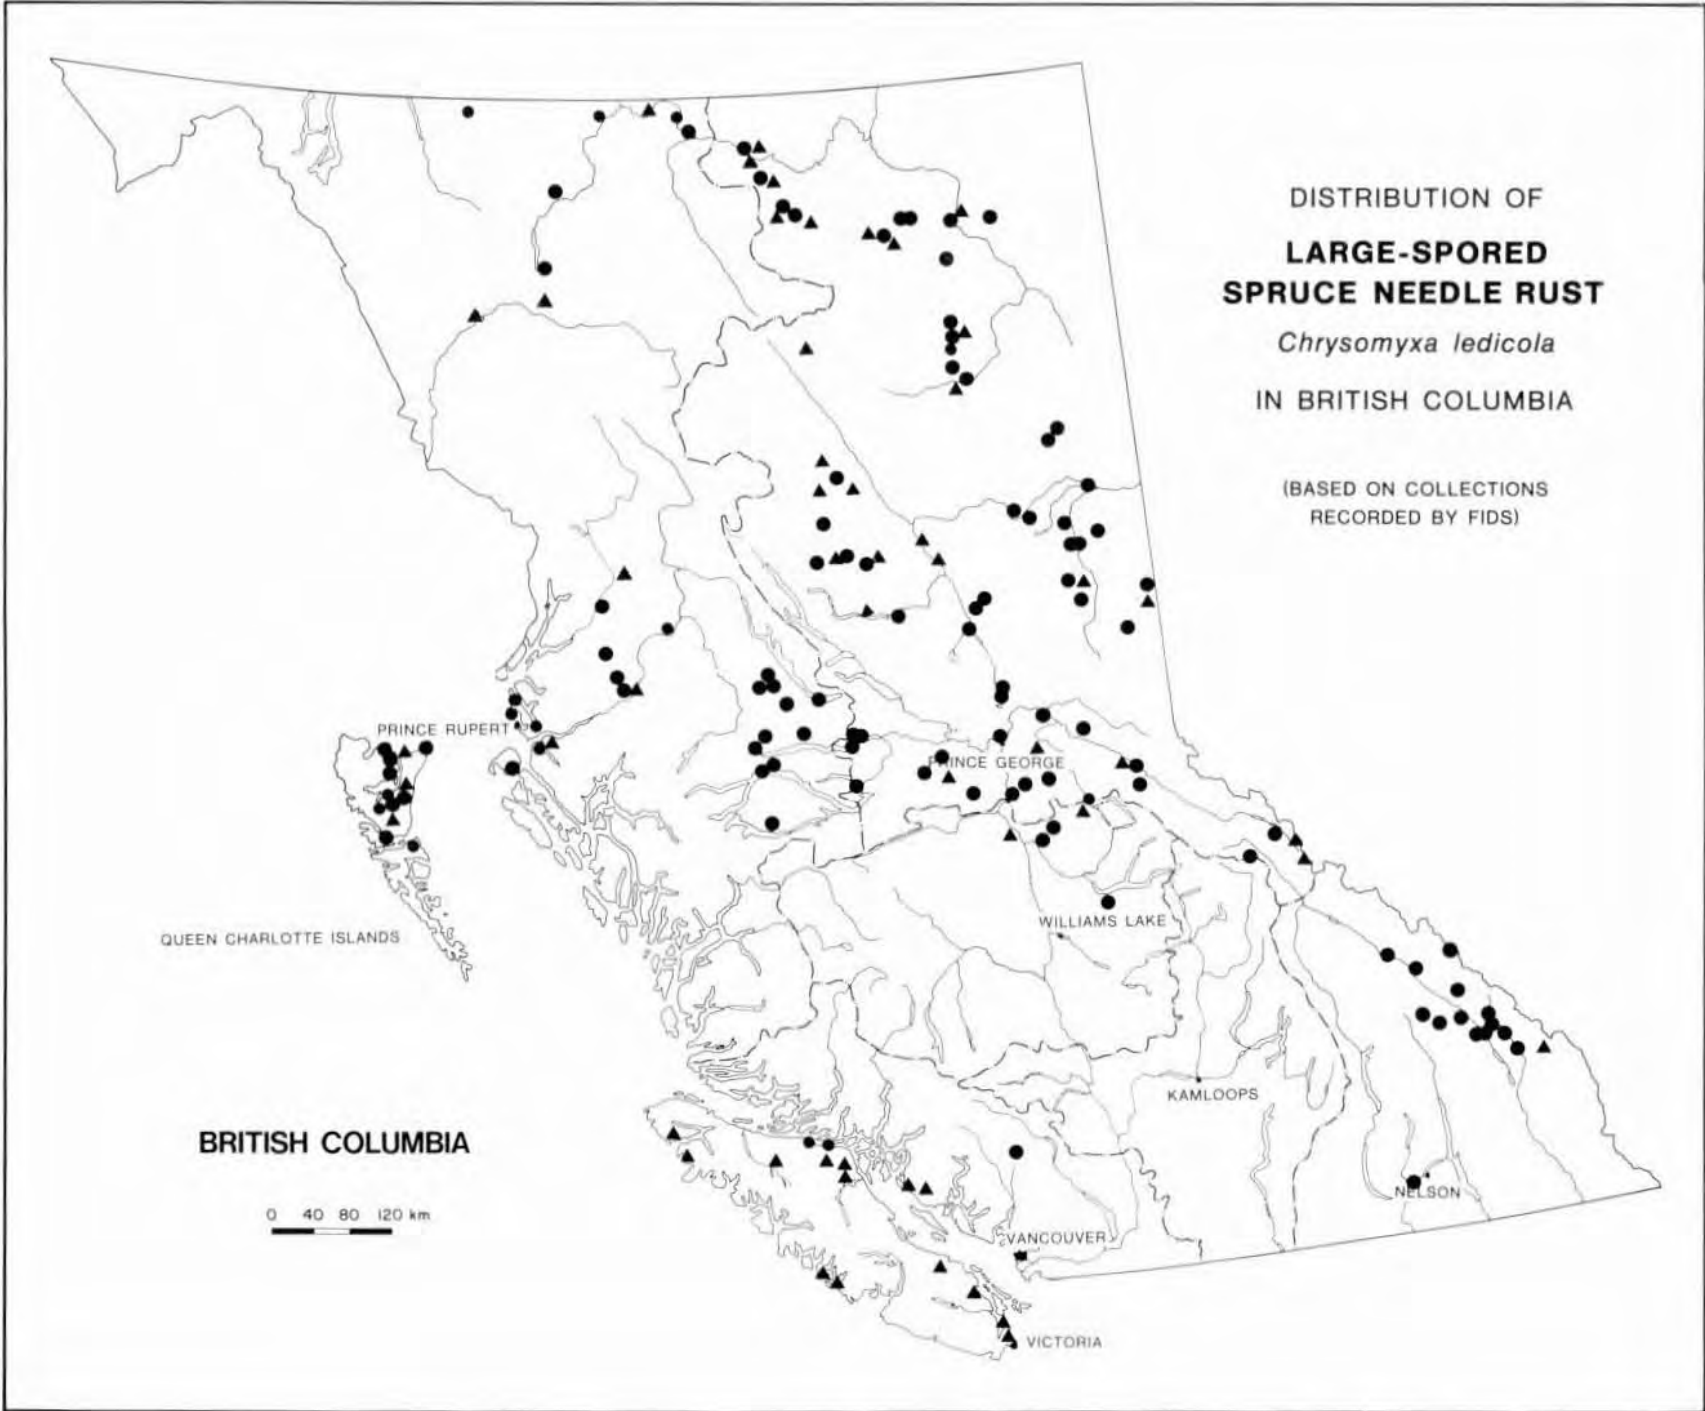 DISTRIBUTION OF
LARGE-SPORED
SPRUCE NEEDLE RUST
Chrysomyxa ledicola
IN BRITISH COLUMBIA
(BASED ON COLLECTIONS
RECORDED BY FIDS)
PRINCE RUPERT
PRINCE GEORGE
QUEEN CHARLOTTE ISLANDS
WILLIAMS LAKE
KAMLOOPS
BRITISH COLUMBIA
0 40 80 120 km
NELSON
VANCOUVER
VICTORIA